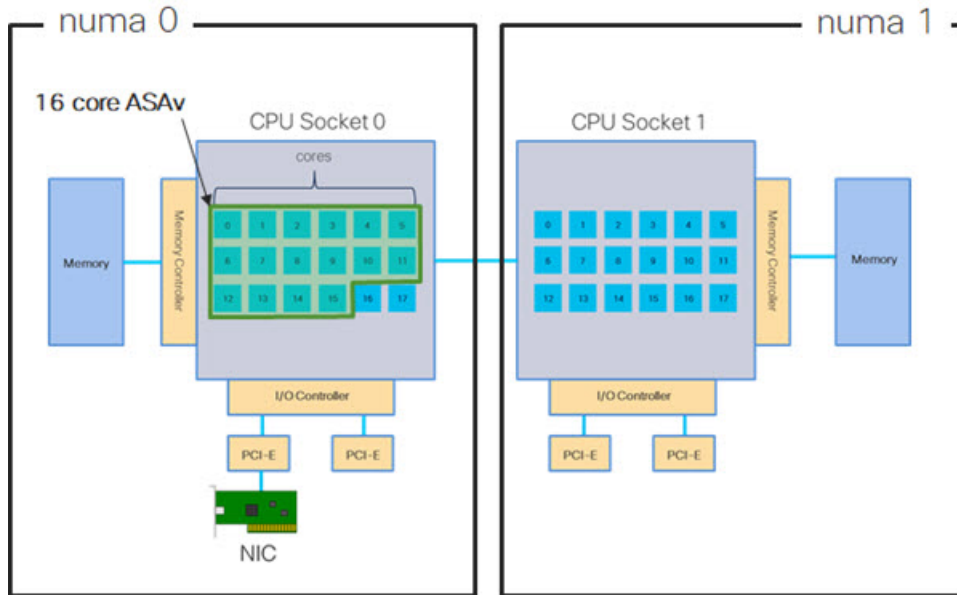 numa 0
numa 1
16 core ASAv
CPU Socket 0
CPU Socket 1
cores
0 1 2 3 4 5
0 1 2 3 4 5
6 7 8 9 10 11
6 7 8 9 10 11
12 13 14 15 16 17
12 13 14 15 16 17
Memory
Memory Controller
Memory Controller
Memory
I/O Controller
I/O Controller
PCI-E
PCI-E
PCI-E
PCI-E
NIC